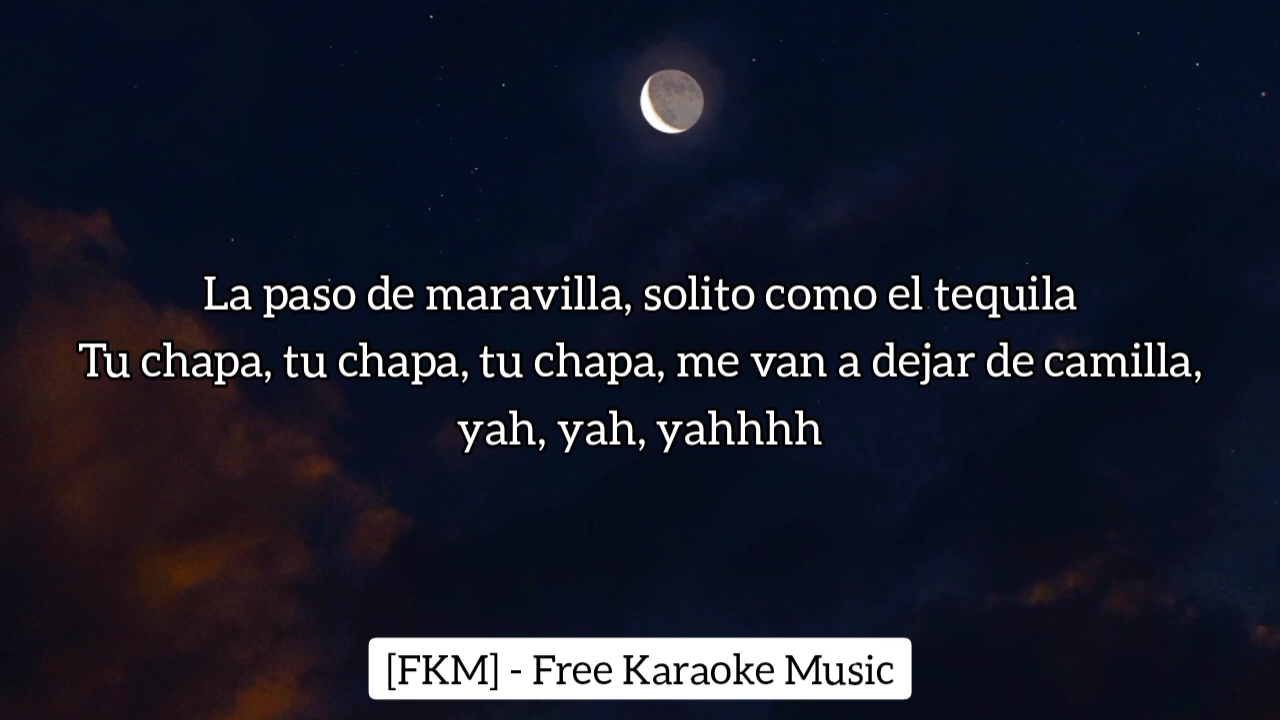 La paso de maravilla, solito como el tequila
Tu chapa, tu chapa, tu chapa, me van a dejar de camilla,
yah, yah, yahhhh
[FKM] - Free Karaoke Music